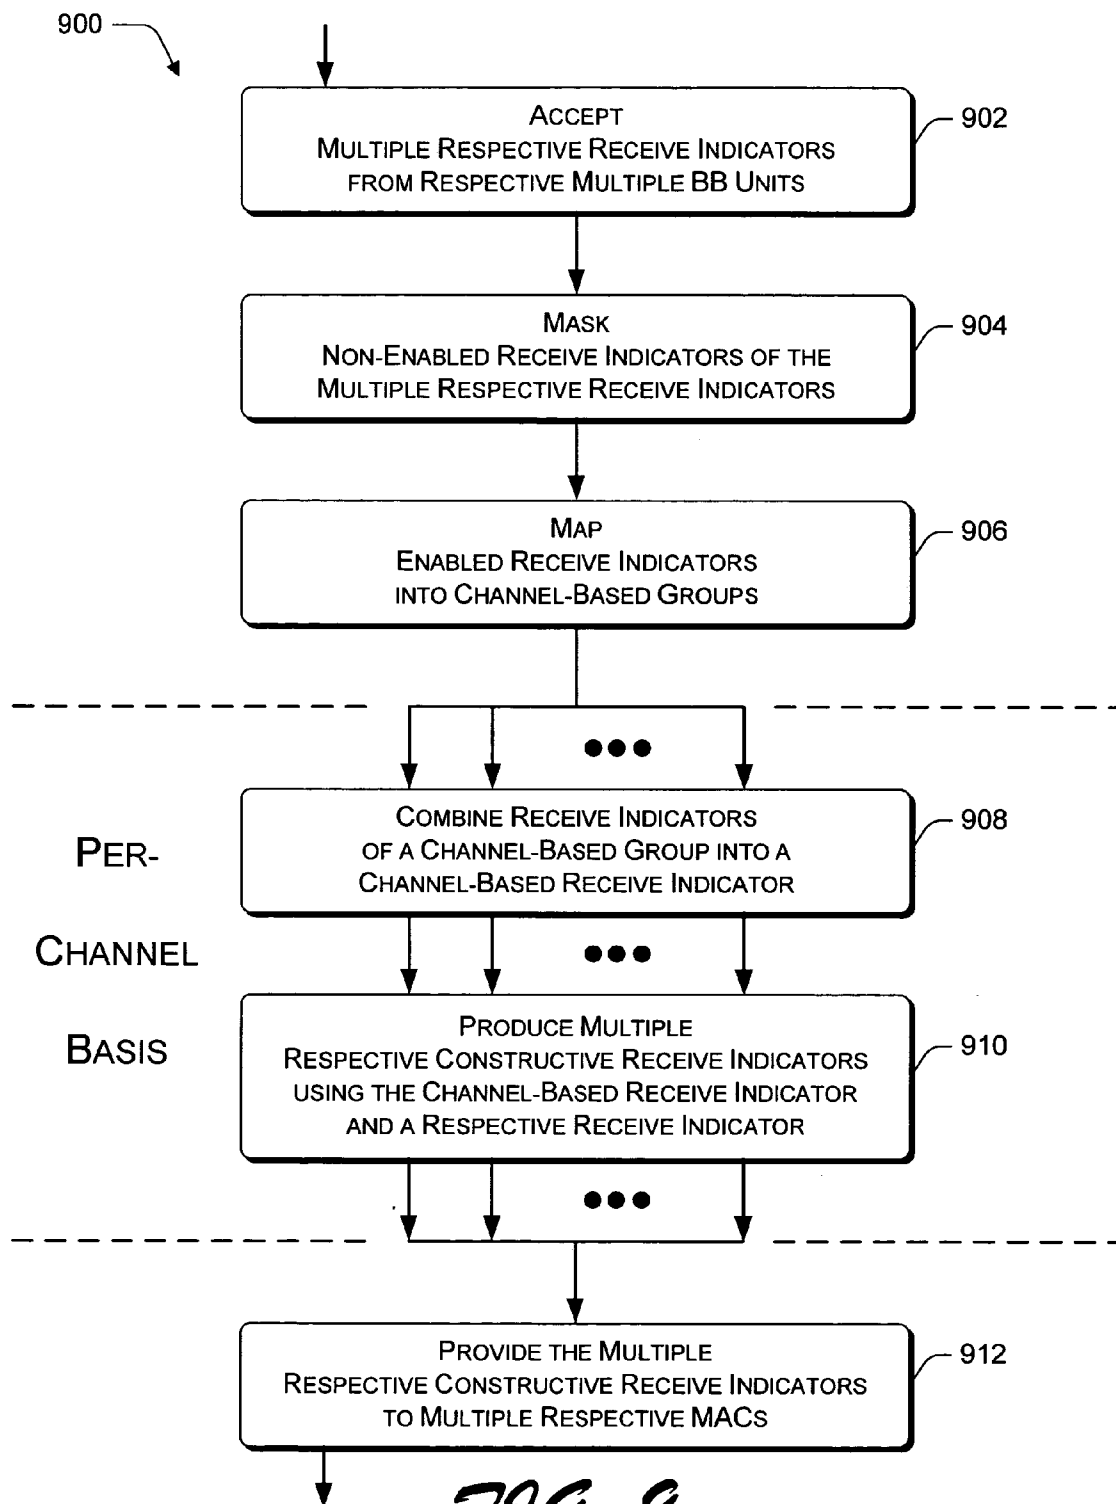 900
ACCEPT
MULTIPLE RESPECTIVE RECEIVE INDICATORS
FROM RESPECTIVE MULTIPLE BB UNITS
902
MASK
NON-ENABLED RECEIVE INDICATORS OF THE
MULTIPLE RESPECTIVE RECEIVE INDICATORS
904
MAP
ENABLED RECEIVE INDICATORS
INTO CHANNEL-BASED GROUPS
906
PER-
CHANNEL
BASIS
COMBINE RECEIVE INDICATORS
OF A CHANNEL-BASED GROUP INTO A
CHANNEL-BASED RECEIVE INDICATOR
908
PRODUCE MULTIPLE
RESPECTIVE CONSTRUCTIVE RECEIVE INDICATORS
USING THE CHANNEL-BASED RECEIVE INDICATOR
AND A RESPECTIVE RECEIVE INDICATOR
910
PROVIDE THE MULTIPLE
RESPECTIVE CONSTRUCTIVE RECEIVE INDICATORS
TO MULTIPLE RESPECTIVE MACS
912
FIG. 9